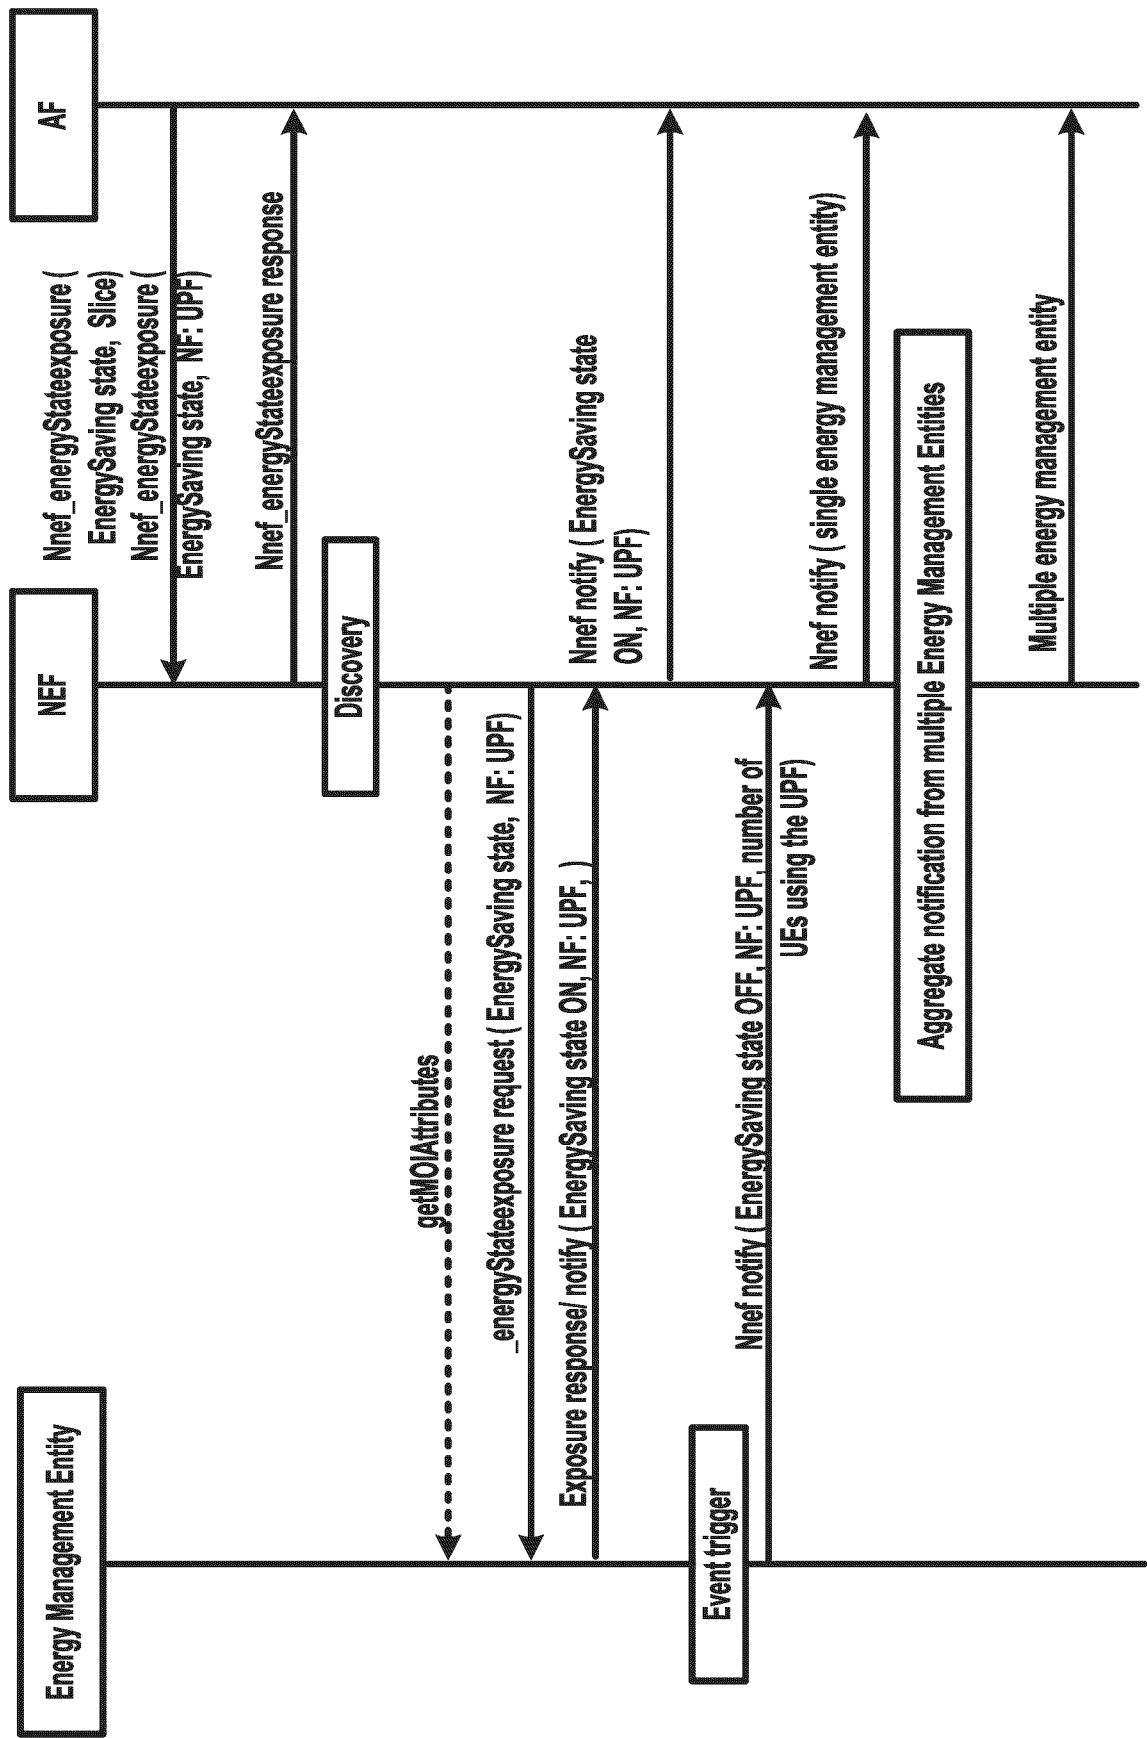 Energy Management Entity
NEF
AF
Nnef_energyStateexposure (
EnergySaving state, Slice)
Nnef_energyStateexposure (
EnergySaving state, NF: UPF)
Nnef_energyStateexposure response
Discovery
getMOIAttributes
_energyStateexposure request ( EnergySaving state, NF: UPF)
Exposure response/ notify ( EnergySaving state ON, NF: UPF, )
Nnef notify ( EnergySaving state
ON, NF: UPF)
Event trigger
Nnef notify ( EnergySaving state OFF, NF: UPF, number of
UEs using the UPF)
Nnef notify ( single energy management entity)
Aggregate notification from multiple Energy Management Entities
Multiple energy management entity